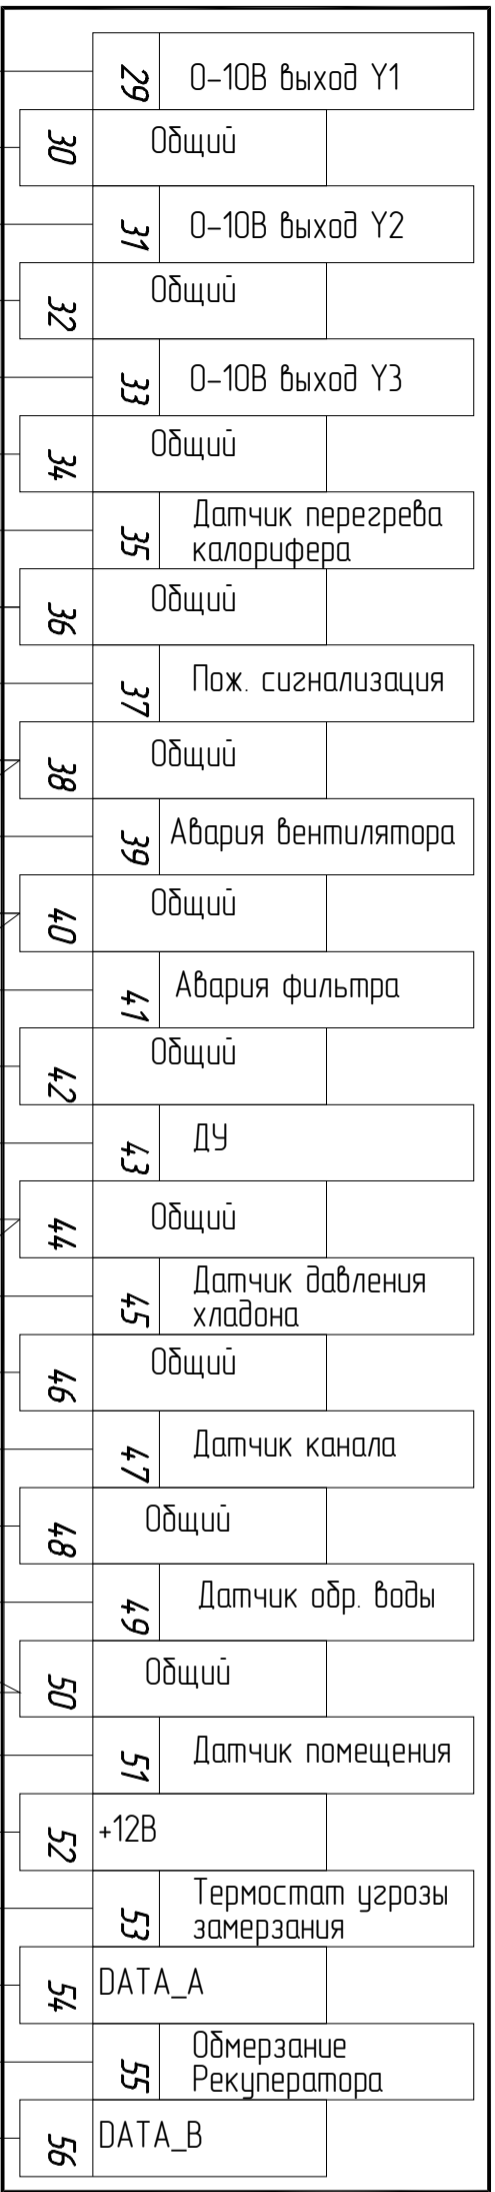 29 0-10В выход Y1
30 Общий
31 0-10В выход Y2
32 Общий
33 0-10В выход Y3
34 Общий
35 Датчик перегрева
калорифера
36 Общий
37 Пож. сигнализация
38 Общий
39 Авария вентилятора
40 Общий
41 Авария фильтра
42 Общий
43 ДУ
44 Общий
45 Датчик давления
хладона
46 Общий
47 Датчик канала
48 Общий
49 Датчик обр. воды
50 Общий
51 Датчик помещения
52 +12В
53 Термостат угрозы
замерзания
54 DATA_A
55 Обмерзание
Рекуператора
56 DATA_B